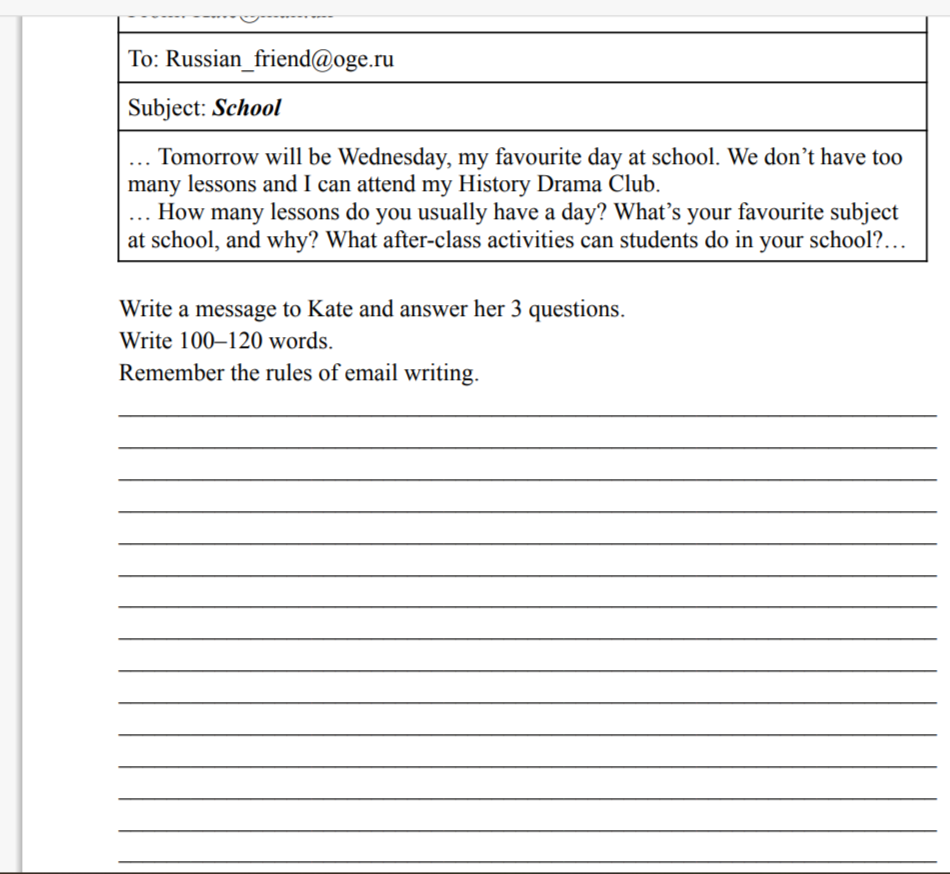 To: Russian_friend@oge.ru
Subject: School
… Tomorrow will be Wednesday, my favourite day at school. We don’t have too
many lessons and I can attend my History Drama Club.
… How many lessons do you usually have a day? What’s your favourite subject
at school, and why? What after-class activities can students do in your school?…
Write a message to Kate and answer her 3 questions.
Write 100–120 words.
Remember the rules of email writing.